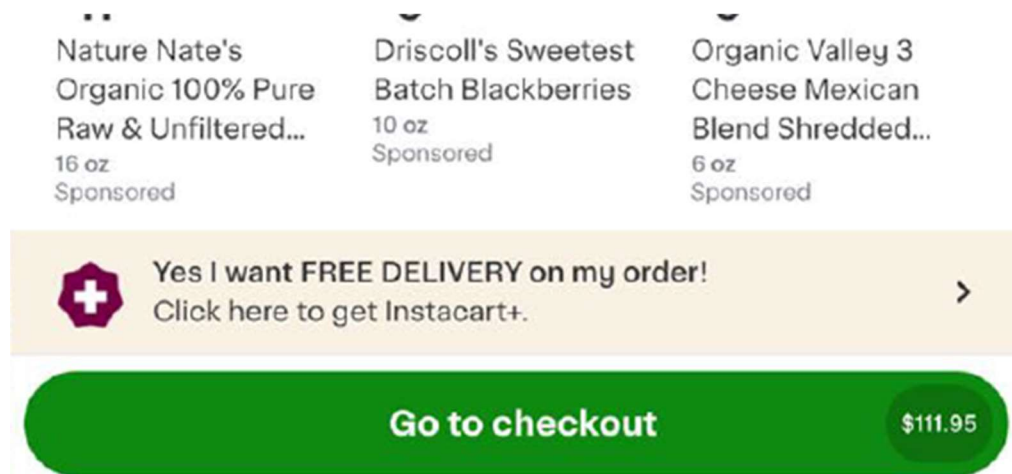 Nature Nate's
Organic 100% Pure
Raw & Unfiltered...
16 oz
Sponsored
Driscoll's Sweetest
Batch Blackberries
10 oz
Sponsored
Organic Valley 3
Cheese Mexican
Blend Shredded...
6 oz
Sponsored
Yes I want FREE DELIVERY on my order!
Click here to get Instacart+.
Go to checkout
$111.95